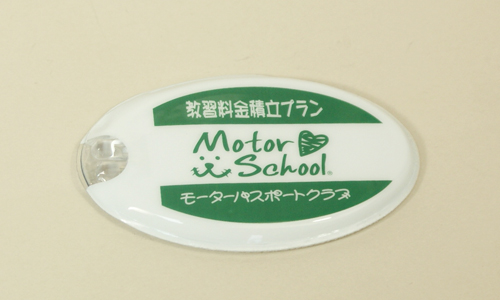 教習料金積立プラン
Motor
School®
モーターパスポートクラブ